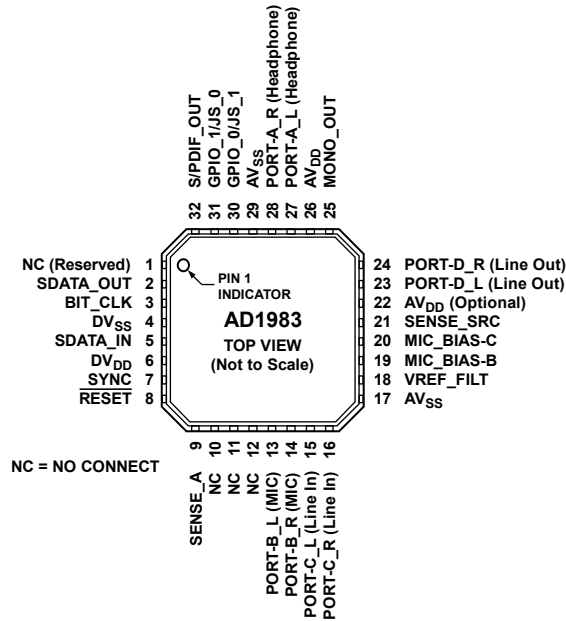 S/PDIF_OUT
GPIO_1/JS_0
GPIO_0/JS_1
AVSS
PORT-A_R (Headphone)
PORT-A_L (Headphone)
AVDD
MONO_OUT
32 31 30 29 28 27 26 25
NC (Reserved) 1
SDATA_OUT 2
BIT_CLK 3
DVSS 4
SDATA_IN 5
DVDD 6
SYNC 7
RESET 8
PIN 1
INDICATOR
AD1983
TOP VIEW
(Not to Scale)
24 PORT-D_R (Line Out)
23 PORT-D_L (Line Out)
22 AVDD (Optional)
21 SENSE_SRC
20 MIC_BIAS-C
19 MIC_BIAS-B
18 VREF_FILT
17 AVSS
9 10 11 12 13 14 15 16
SENSE_A
NC
NC
NC
PORT-B_L (MIC)
PORT-B_R (MIC)
PORT-C_L (Line In)
PORT-C_R (Line In)
NC = NO CONNECT